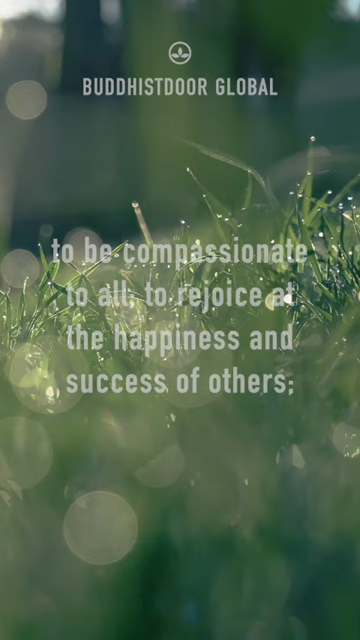 BUDDHISTDOOR GLOBAL
to be compassionate
to all; to rejoice at
the happiness and
success of others;